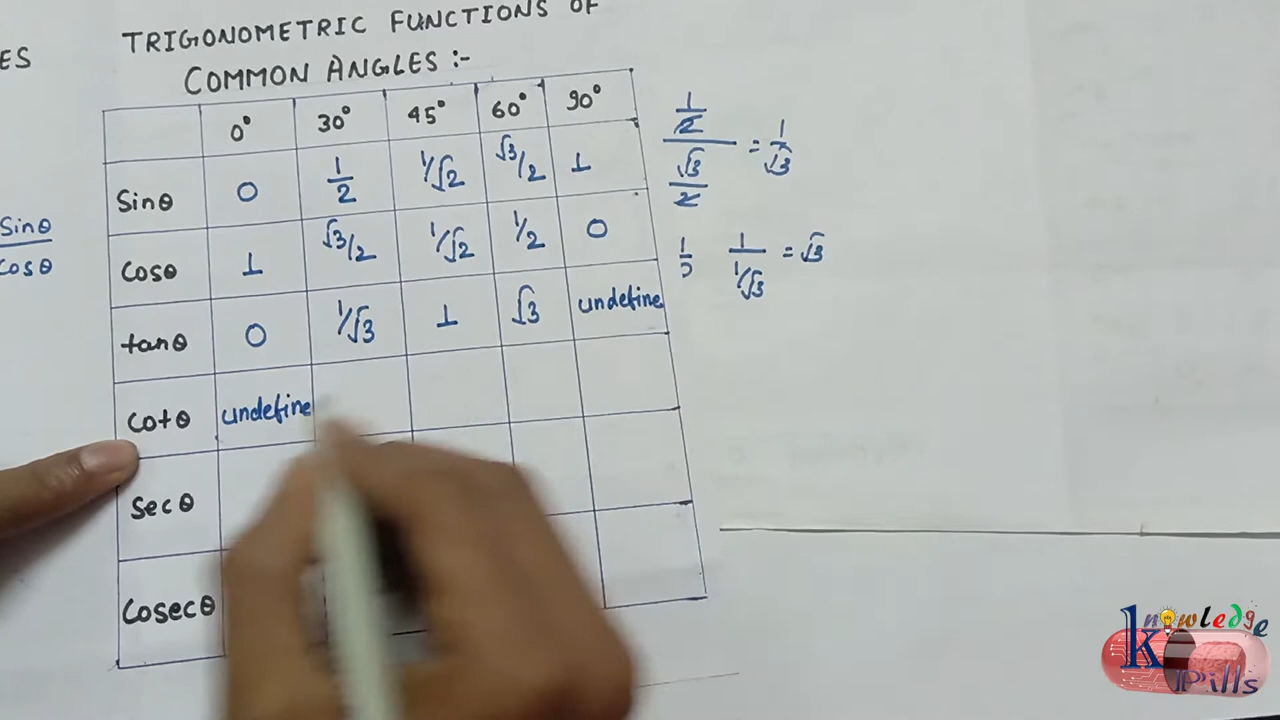 TRIGONOMETRIC FUNCTIONS OF
ES
COMMON ANGLES :-
0° 30° 45° 60° 90°
Sinθ 0 1/2 1/√2 √3/2 1
Cosθ 1 √3/2 1/√2 1/2 0
tanθ 0 1/√3 1 √3 undefine
Cotθ undefine
Secθ
Cosecθ
Sinθ
Cosθ
1/2
√3/2
= 1/√3
1
1
1/√3
= √3
Knowledge
Pills